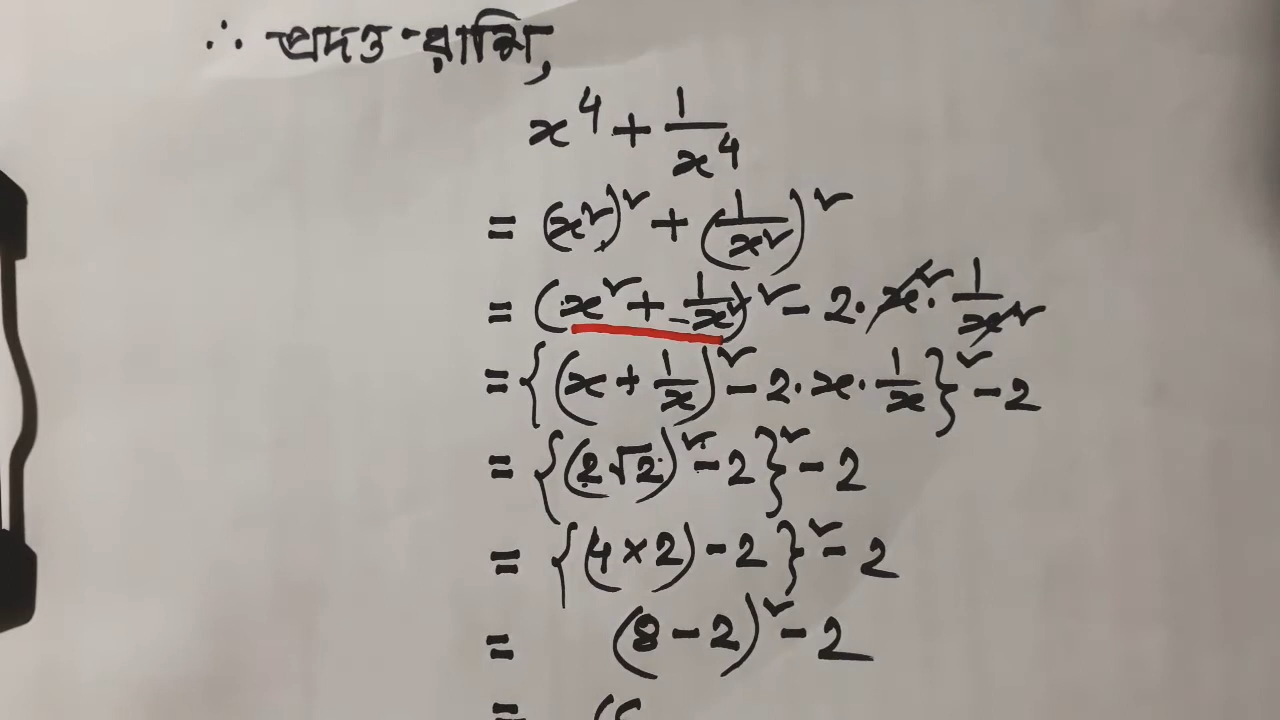 ∴ প্রদত্ত রাশি,
x⁴ + 1/x⁴
= (x²)² + (1/x²)²
= (x² + 1/x²)² - 2·x²·1/x²
= {(x + 1/x)² - 2·x·1/x}² - 2
= {(2√2)² - 2}² - 2
= {(4×2) - 2}² - 2
= (8 - 2)² - 2
= (6